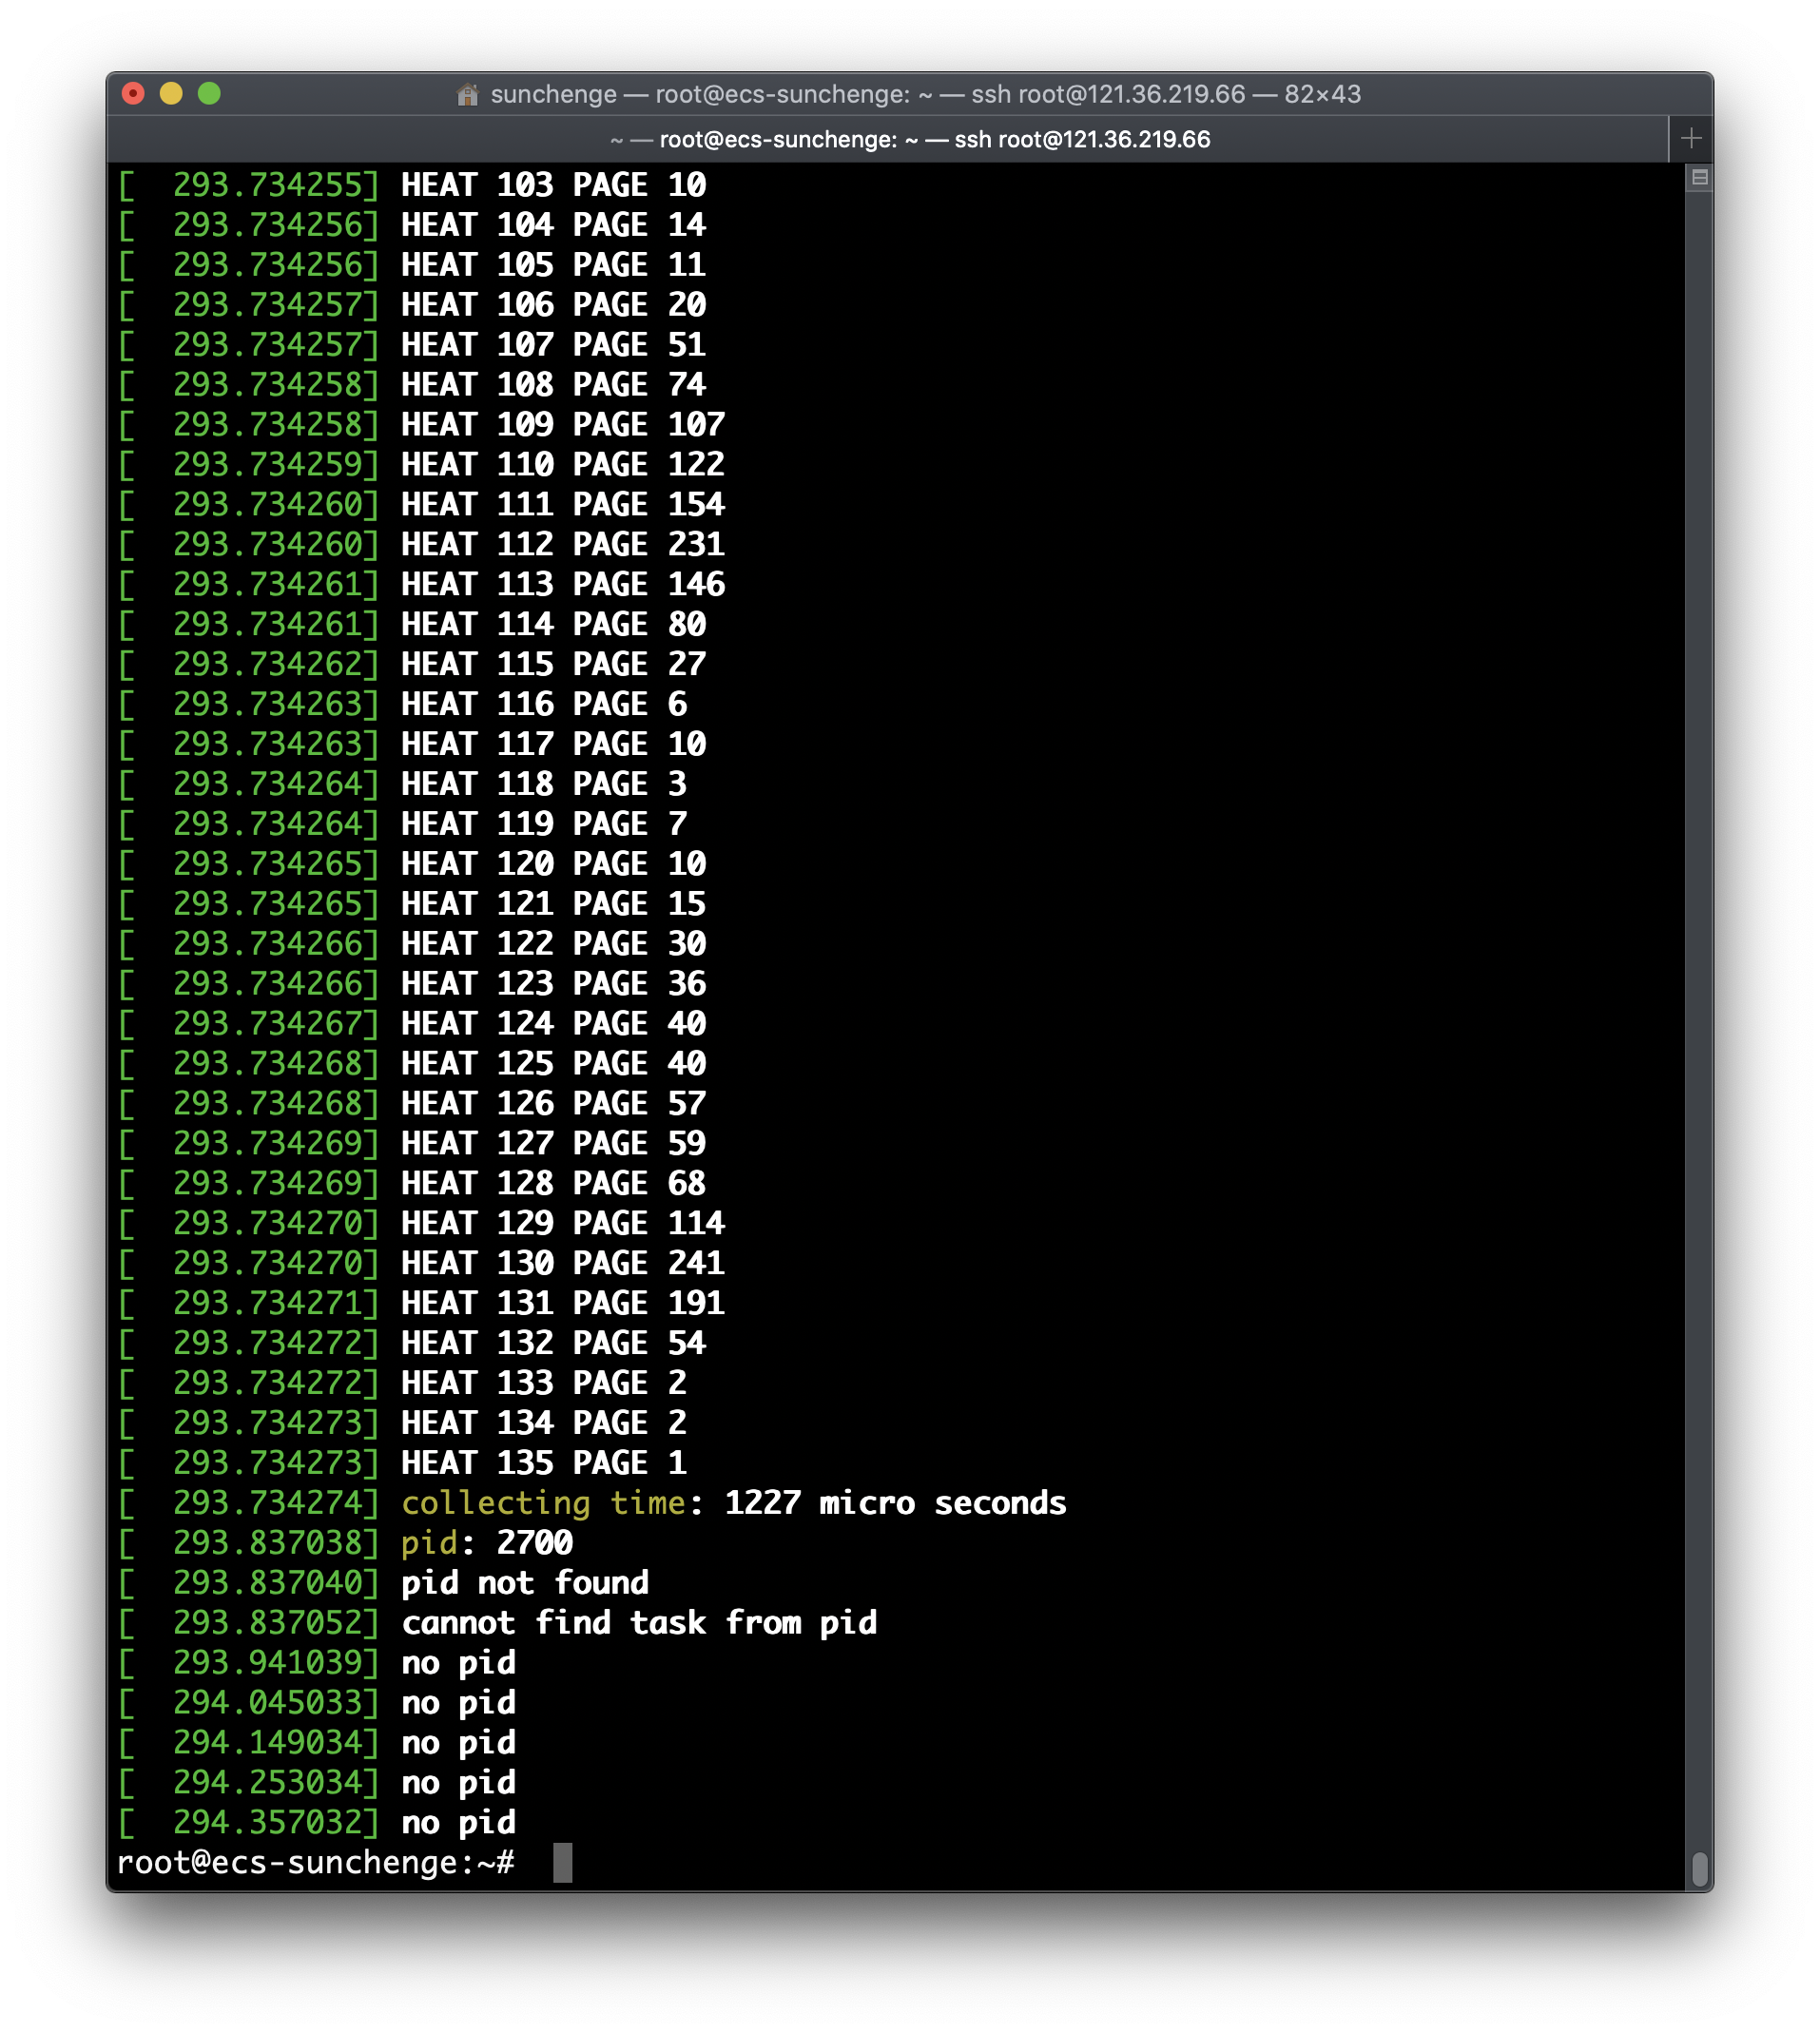 sunchenge — root@ecs-sunchenge: ~ — ssh root@121.36.219.66 — 82×43
~ — root@ecs-sunchenge: ~ — ssh root@121.36.219.66
[  293.734255] HEAT 103 PAGE 10
[  293.734256] HEAT 104 PAGE 14
[  293.734256] HEAT 105 PAGE 11
[  293.734257] HEAT 106 PAGE 20
[  293.734257] HEAT 107 PAGE 51
[  293.734258] HEAT 108 PAGE 74
[  293.734258] HEAT 109 PAGE 107
[  293.734259] HEAT 110 PAGE 122
[  293.734260] HEAT 111 PAGE 154
[  293.734260] HEAT 112 PAGE 231
[  293.734261] HEAT 113 PAGE 146
[  293.734261] HEAT 114 PAGE 80
[  293.734262] HEAT 115 PAGE 27
[  293.734263] HEAT 116 PAGE 6
[  293.734263] HEAT 117 PAGE 10
[  293.734264] HEAT 118 PAGE 3
[  293.734264] HEAT 119 PAGE 7
[  293.734265] HEAT 120 PAGE 10
[  293.734265] HEAT 121 PAGE 15
[  293.734266] HEAT 122 PAGE 30
[  293.734266] HEAT 123 PAGE 36
[  293.734267] HEAT 124 PAGE 40
[  293.734268] HEAT 125 PAGE 40
[  293.734268] HEAT 126 PAGE 57
[  293.734269] HEAT 127 PAGE 59
[  293.734269] HEAT 128 PAGE 68
[  293.734270] HEAT 129 PAGE 114
[  293.734270] HEAT 130 PAGE 241
[  293.734271] HEAT 131 PAGE 191
[  293.734272] HEAT 132 PAGE 54
[  293.734272] HEAT 133 PAGE 2
[  293.734273] HEAT 134 PAGE 2
[  293.734273] HEAT 135 PAGE 1
[  293.734274] collecting time: 1227 micro seconds
[  293.837038] pid: 2700
[  293.837040] pid not found
[  293.837052] cannot find task from pid
[  293.941039] no pid
[  294.045033] no pid
[  294.149034] no pid
[  294.253034] no pid
[  294.357032] no pid
root@ecs-sunchenge:~#